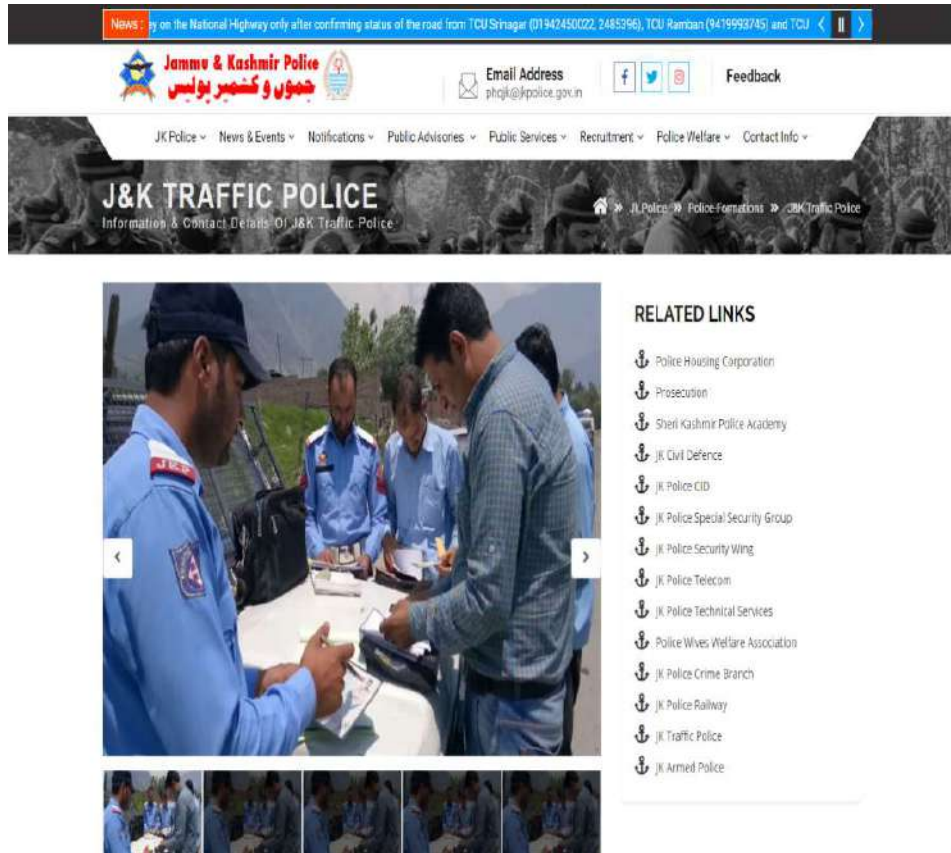 News : ey on the National Highway only after confirming status of the road from TCU Srinagar (01942450022, 2485396), TCU Ramban (9419993745) and TCU
Jammu & Kashmir Police
جموں و کشمیر پولیس
Email Address
phqjk@jkpolice.gov.in
Feedback
JK Police News & Events Notifications Public Advisories Public Services Recruitment Police Welfare Contact Info
J&K TRAFFIC POLICE
Information & Contact Details Of J&K Traffic Police
JK Police » Police Formations » J&K Traffic Police
JKP
RELATED LINKS
Police Housing Corporation
Prosecution
Sheri Kashmir Police Academy
JK Civil Defence
JK Police CID
JK Police Special Security Group
JK Police Security Wing
JK Police Telecom
JK Police Technical Services
Police Wives Welfare Association
JK Police Crime Branch
JK Police Railway
JK Traffic Police
JK Armed Police